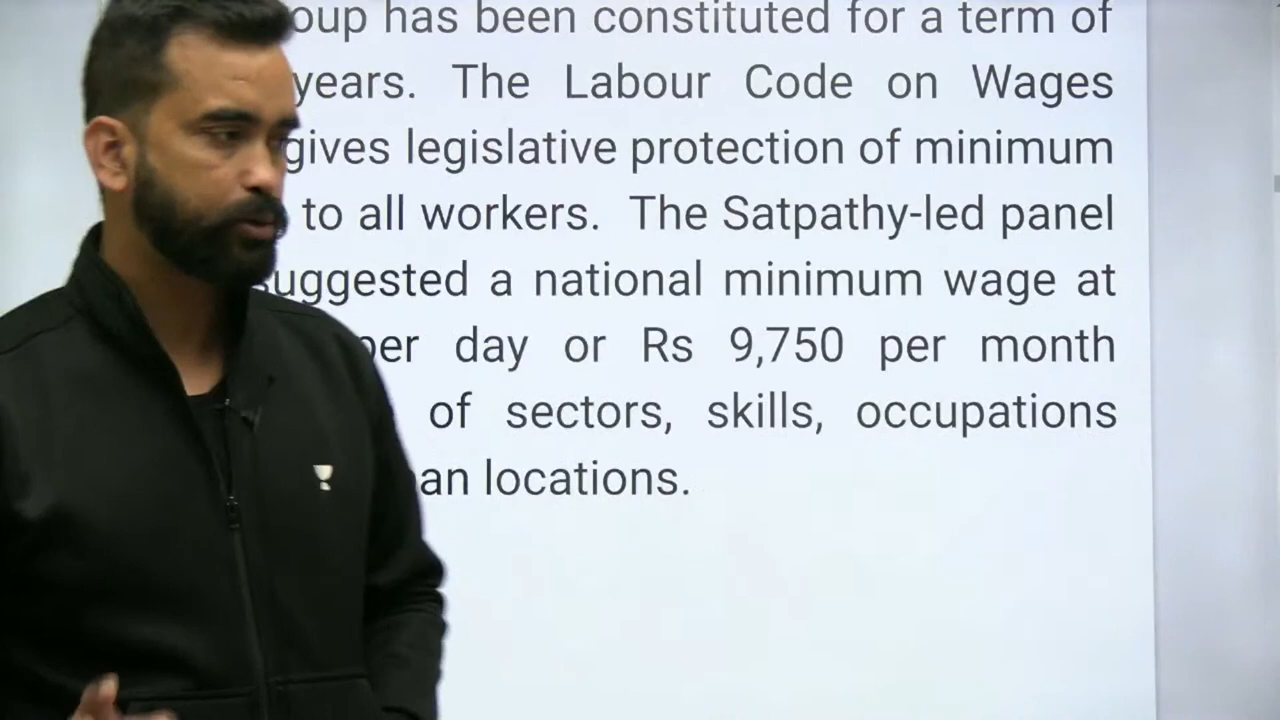 oup has been constituted for a term of
years. The Labour Code on Wages
gives legislative protection of minimum
to all workers. The Satpathy-led panel
uggested a national minimum wage at
per day or Rs 9,750 per month
of sectors, skills, occupations
an locations.